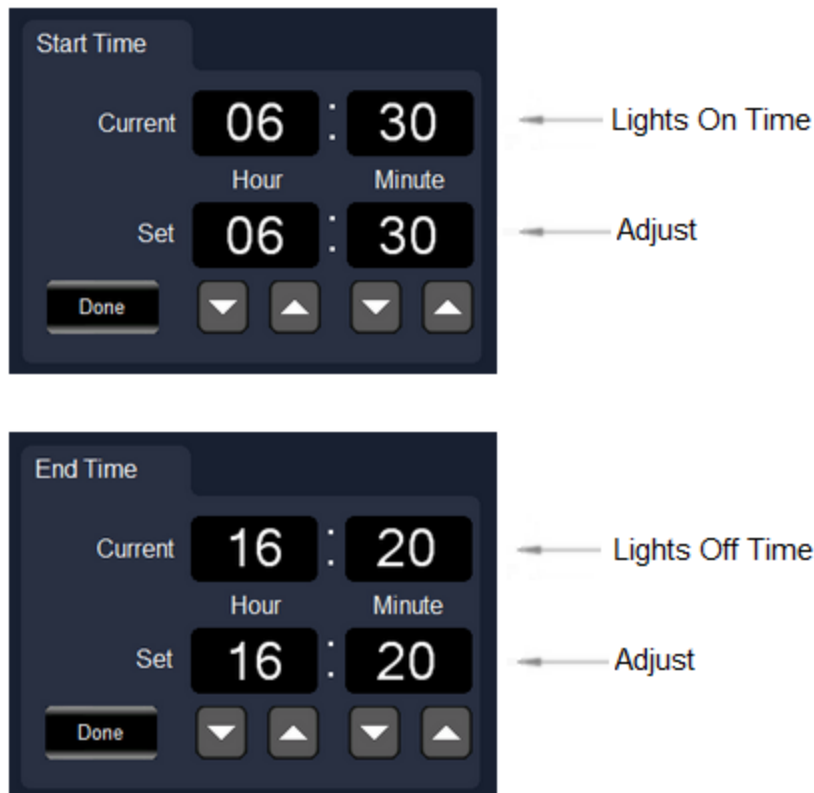 Start Time
Current 06 : 30 Lights On Time
Hour Minute
Set 06 : 30 Adjust
Done
End Time
Current 16 : 20 Lights Off Time
Hour Minute
Set 16 : 20 Adjust
Done